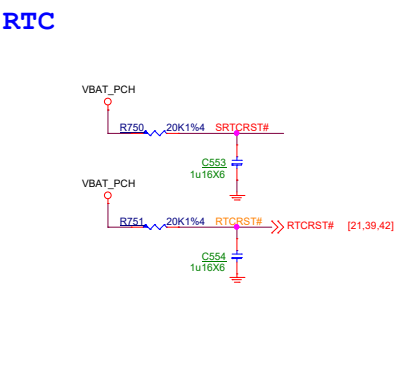 RTC
VBAT_PCH
R750 20K1%4 SRTCRST#
C553
1u16X6
VBAT_PCH
R751 20K1%4 RTCRST# RTCRST# [21,39,42]
C554
1u16X6